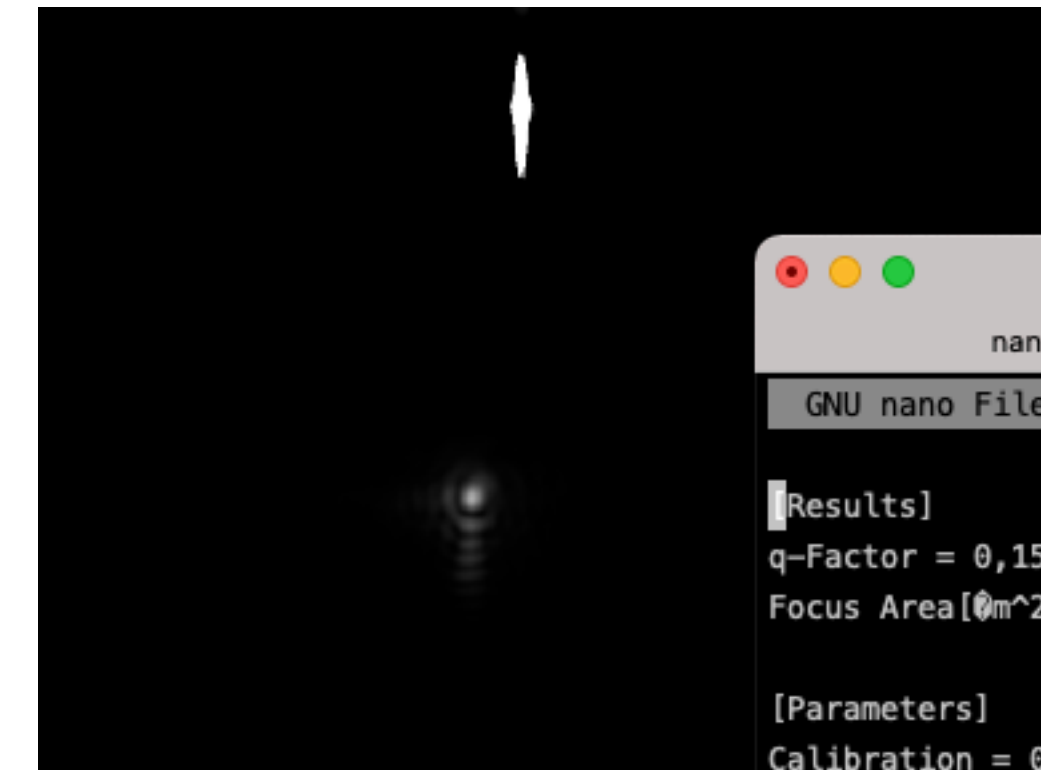 nan
GNU nano File
[Results]
q-Factor = 0,15
Focus Area[�m^2
[Parameters]
Calibration = 0